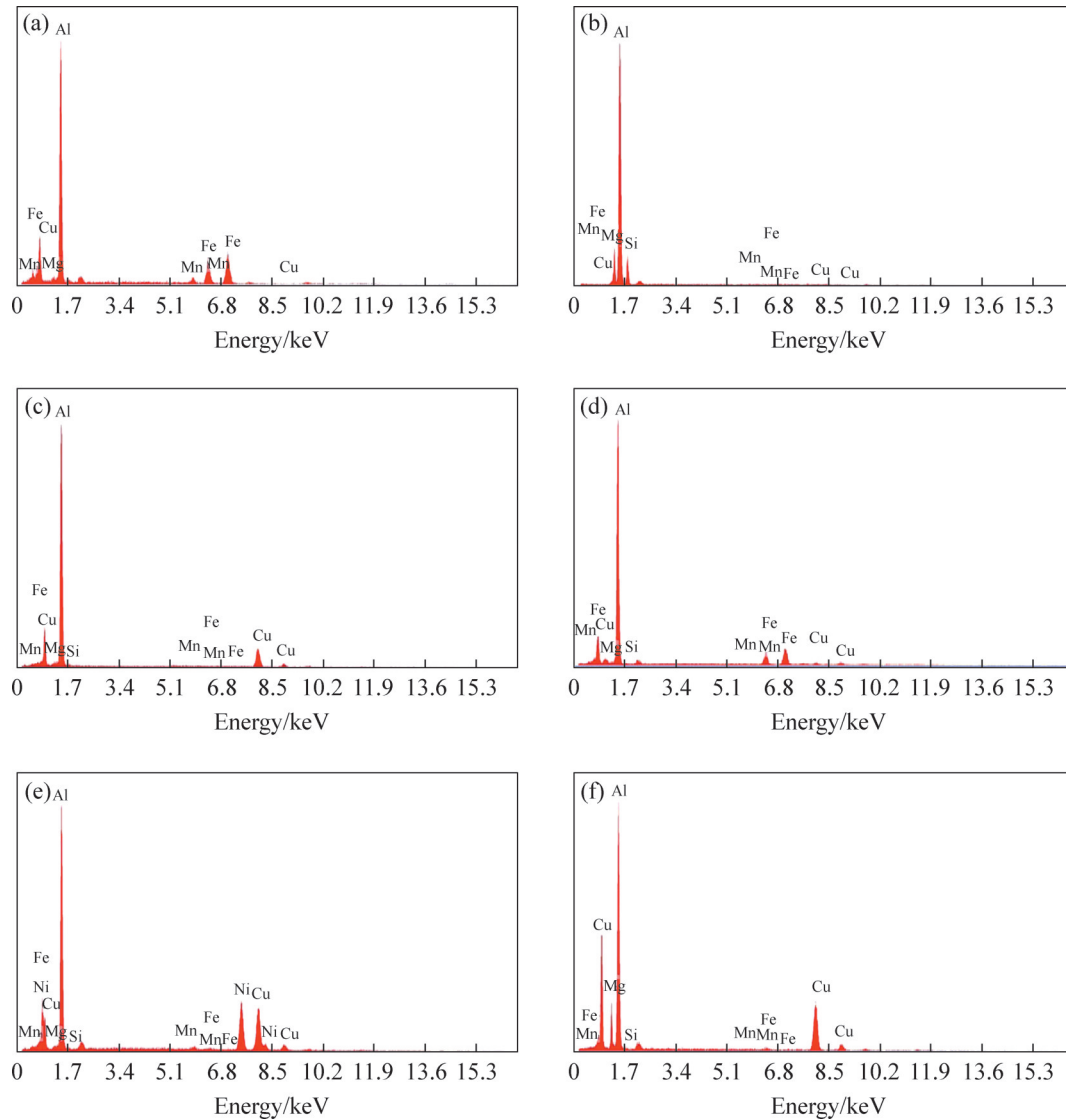 (a)
Al
Fe
Cu
Mn
Mg
Fe
Fe
Mn
Mn
Cu
0 1.7 3.4 5.1 6.8 8.5 10.2 11.9 13.6 15.3
Energy/keV
(b)
Al
Fe
Mn
Mg
Si
Cu
Fe
Mn
Mn
Fe
Cu
Cu
0 1.7 3.4 5.1 6.8 8.5 10.2 11.9 13.6 15.3
Energy/keV
(c)
Al
Fe
Cu
Mn
Mg
Si
Fe
Mn
Mn
Fe
Cu
Cu
0 1.7 3.4 5.1 6.8 8.5 10.2 11.9 13.6 15.3
Energy/keV
(d)
Al
Fe
Mn
Cu
Mg
Si
Fe
Mn
Mn
Fe
Cu
Cu
0 1.7 3.4 5.1 6.8 8.5 10.2 11.9 13.6 15.3
Energy/keV
(e)
Al
Fe
Ni
Cu
Mn
Mg
Si
Mn
Fe
Mn
Fe
Ni
Cu
Ni
Cu
0 1.7 3.4 5.1 6.8 8.5 10.2 11.9 13.6 15.3
Energy/keV
(f)
Al
Cu
Mg
Fe
Mn
Si
Fe
Mn
Mn
Fe
Cu
Cu
0 1.7 3.4 5.1 6.8 8.5 10.2 11.9 13.6 15.3
Energy/keV